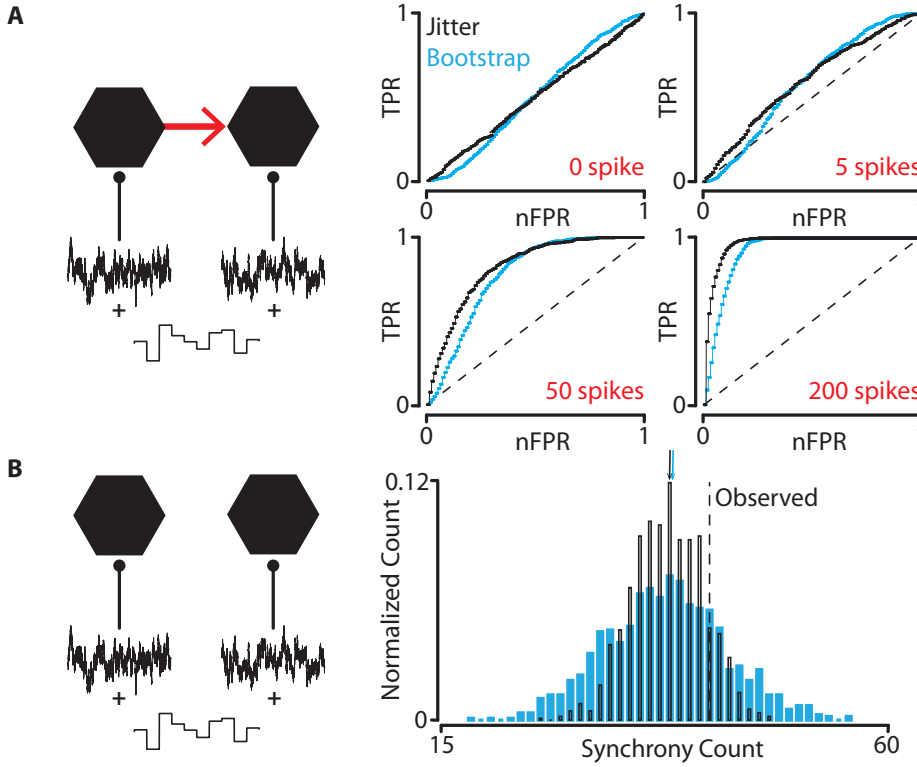 A
Jitter
Bootstrap
1
TPR
0
0 spike
0
nFPR
1
1
TPR
0
5 spikes
0
nFPR
1
TPR
0
50 spikes
0
nFPR
1
1
TPR
0
200 spikes
0
nFPR
+
+
B
+
+
0.12
Normalized Count
0
Observed
15
Synchrony Count
60